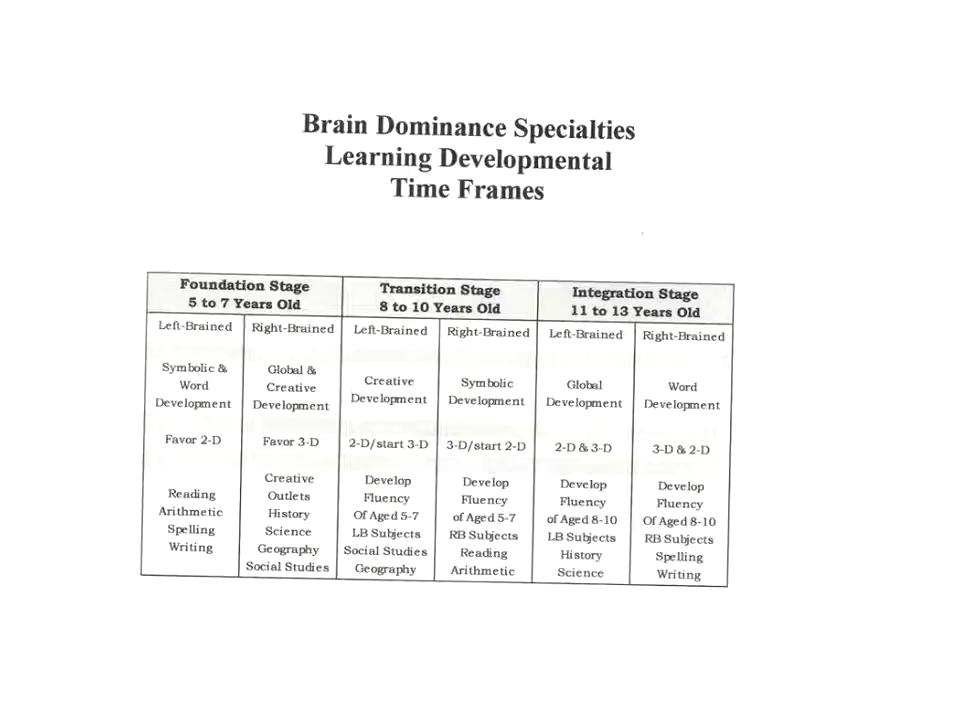 Brain Dominance Specialties
Learning Developmental
Time Frames
Foundation Stage
5 to 7 Years Old
Transition Stage
8 to 10 Years Old
Integration Stage
11 to 13 Years Old
Left-Brained
Right-Brained
Left-Brained
Right-Brained
Left-Brained
Right-Brained
Symbolic &
Word
Development
Global &
Creative
Development
Creative
Development
Symbolic
Development
Global
Development
Word
Development
Favor 2-D
Favor 3-D
2-D/start 3-D
3-D/start 2-D
2-D & 3-D
3-D & 2-D
Reading
Arithmetic
Spelling
Writing
Creative
Outlets
History
Science
Geography
Social Studies
Develop
Fluency
Of Aged 5-7
LB Subjects
Social Studies
Geography
Develop
Fluency
of Aged 5-7
RB Subjects
Reading
Arithmetic
Develop
Fluency
of Aged 8-10
LB Subjects
History
Science
Develop
Fluency
Of Aged 8-10
RB Subjects
Spelling
Writing